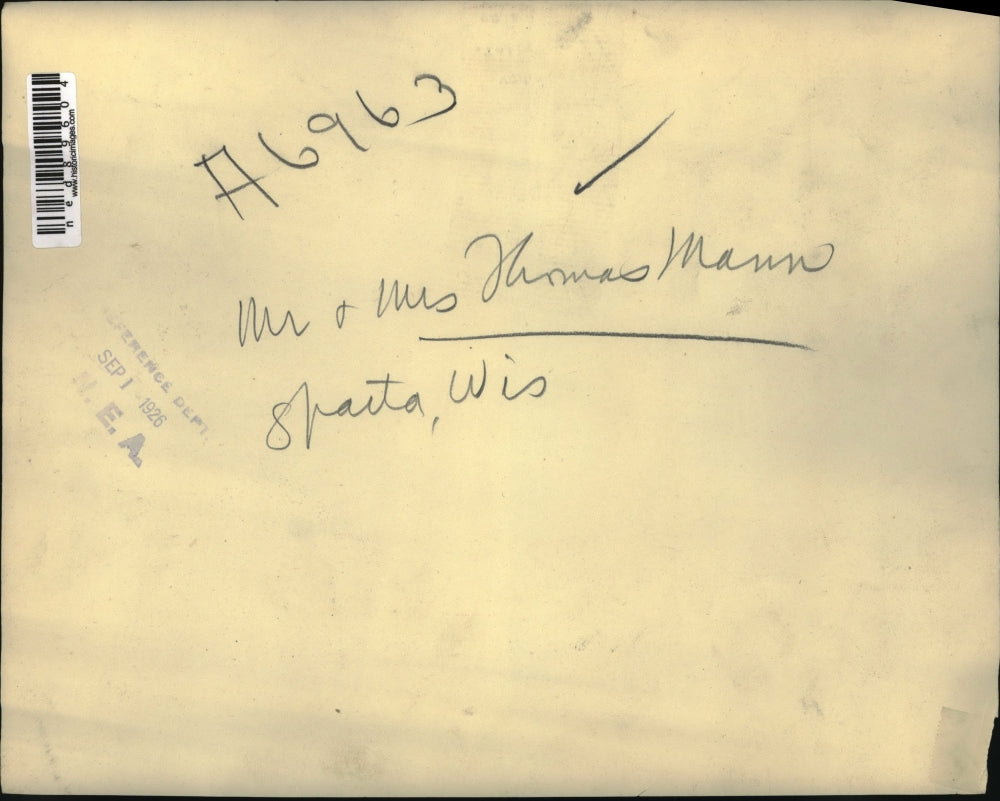 A6963
Mr + Mrs Thomas Mann
Sparta, Wis
REFERENCE DEPT.
SEP 1 1926
N.E.A.
ned89604
www.historicimages.com